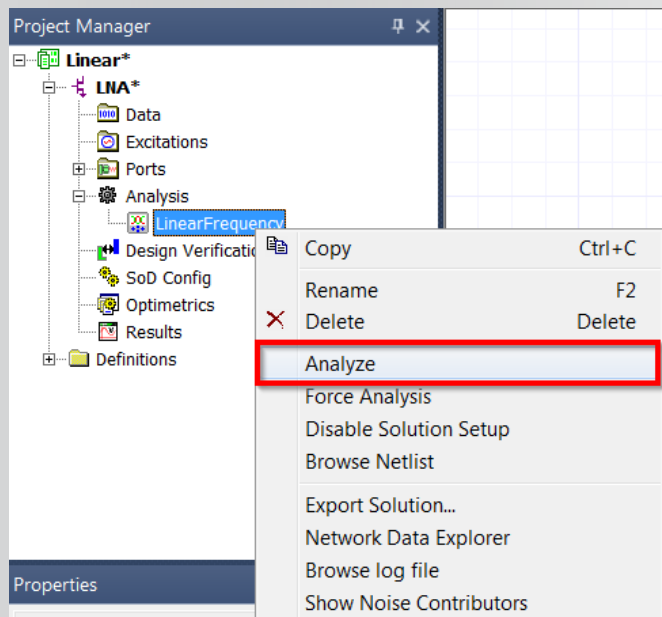 Project Manager
Linear*
LNA*
Data
Excitations
Ports
Analysis
LinearFrequency
Design Verificatio
SoD Config
Optimetrics
Results
Definitions
Copy Ctrl+C
Rename F2
Delete Delete
Analyze
Force Analysis
Disable Solution Setup
Browse Netlist
Export Solution...
Network Data Explorer
Browse log file
Show Noise Contributors
Properties